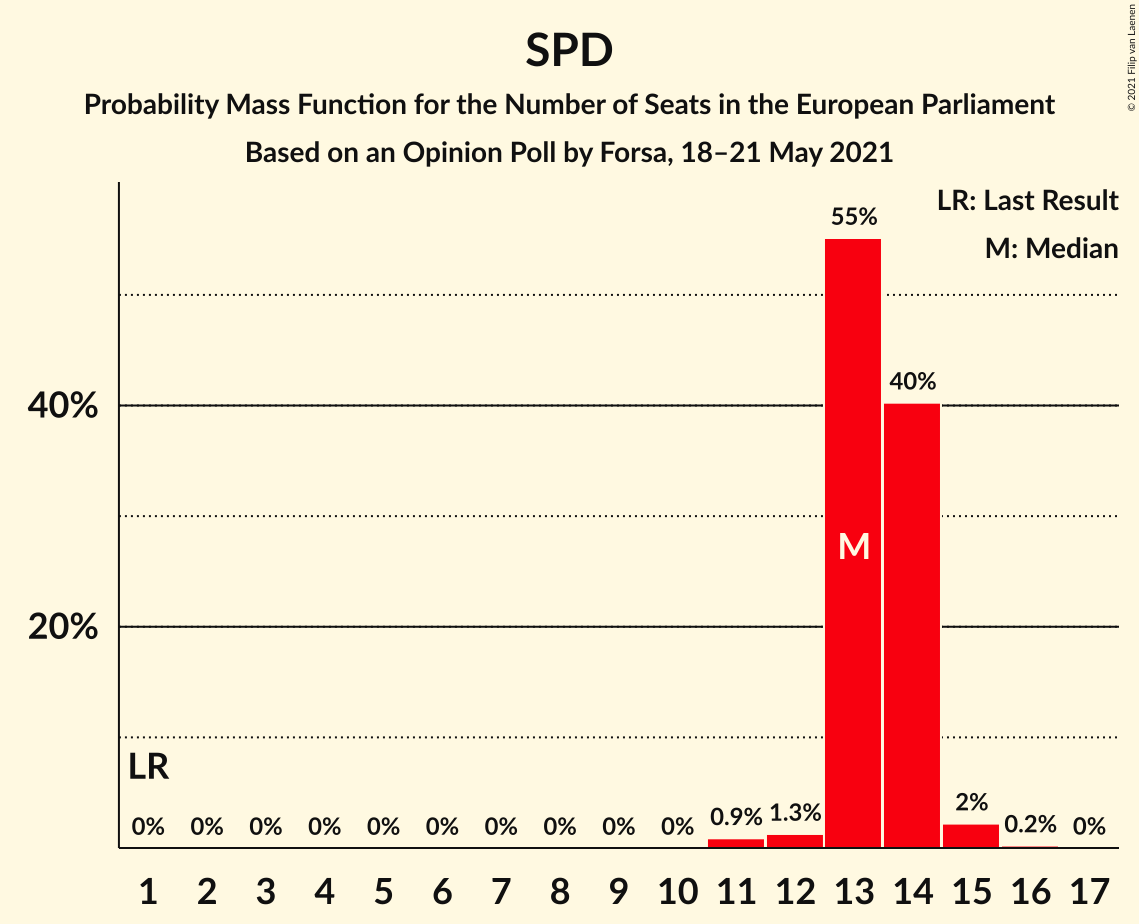 SPD
Probability Mass Function for the Number of Seats in the European Parliament
Based on an Opinion Poll by Forsa, 18–21 May 2021
© 2021 Filip van Laenen
LR: Last Result
M: Median
55%
40%
40%
M
20%
LR
0% 0% 0% 0% 0% 0% 0% 0% 0% 0% 0.9% 1.3% 2% 0.2% 0%
1 2 3 4 5 6 7 8 9 10 11 12 13 14 15 16 17